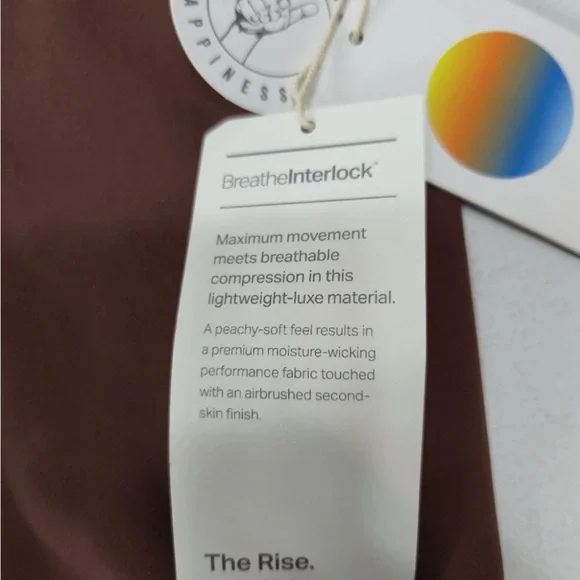 APPINESS
BreatheInterlock™
Maximum movement
meets breathable
compression in this
lightweight-luxe material.
A peachy-soft feel results in
a premium moisture-wicking
performance fabric touched
with an airbrushed second-
skin finish.
The Rise.